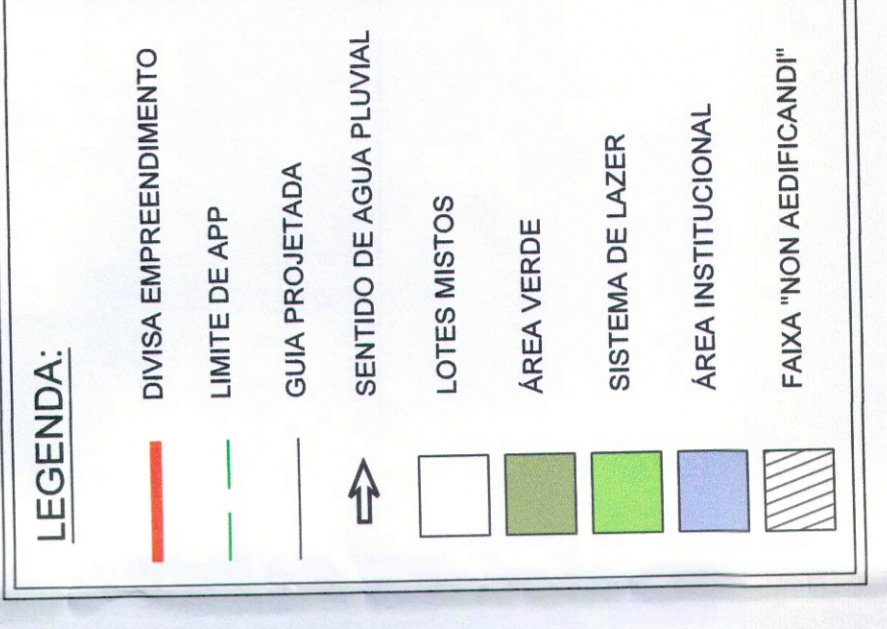 LEGENDA:
DIVISA EMPREENDIMENTO
LIMITE DE APP
GUIA PROJETADA
SENTIDO DE AGUA PLUVIAL
LOTES MISTOS
ÁREA VERDE
SISTEMA DE LAZER
ÁREA INSTITUCIONAL
FAIXA "NON AEDIFICANDI"